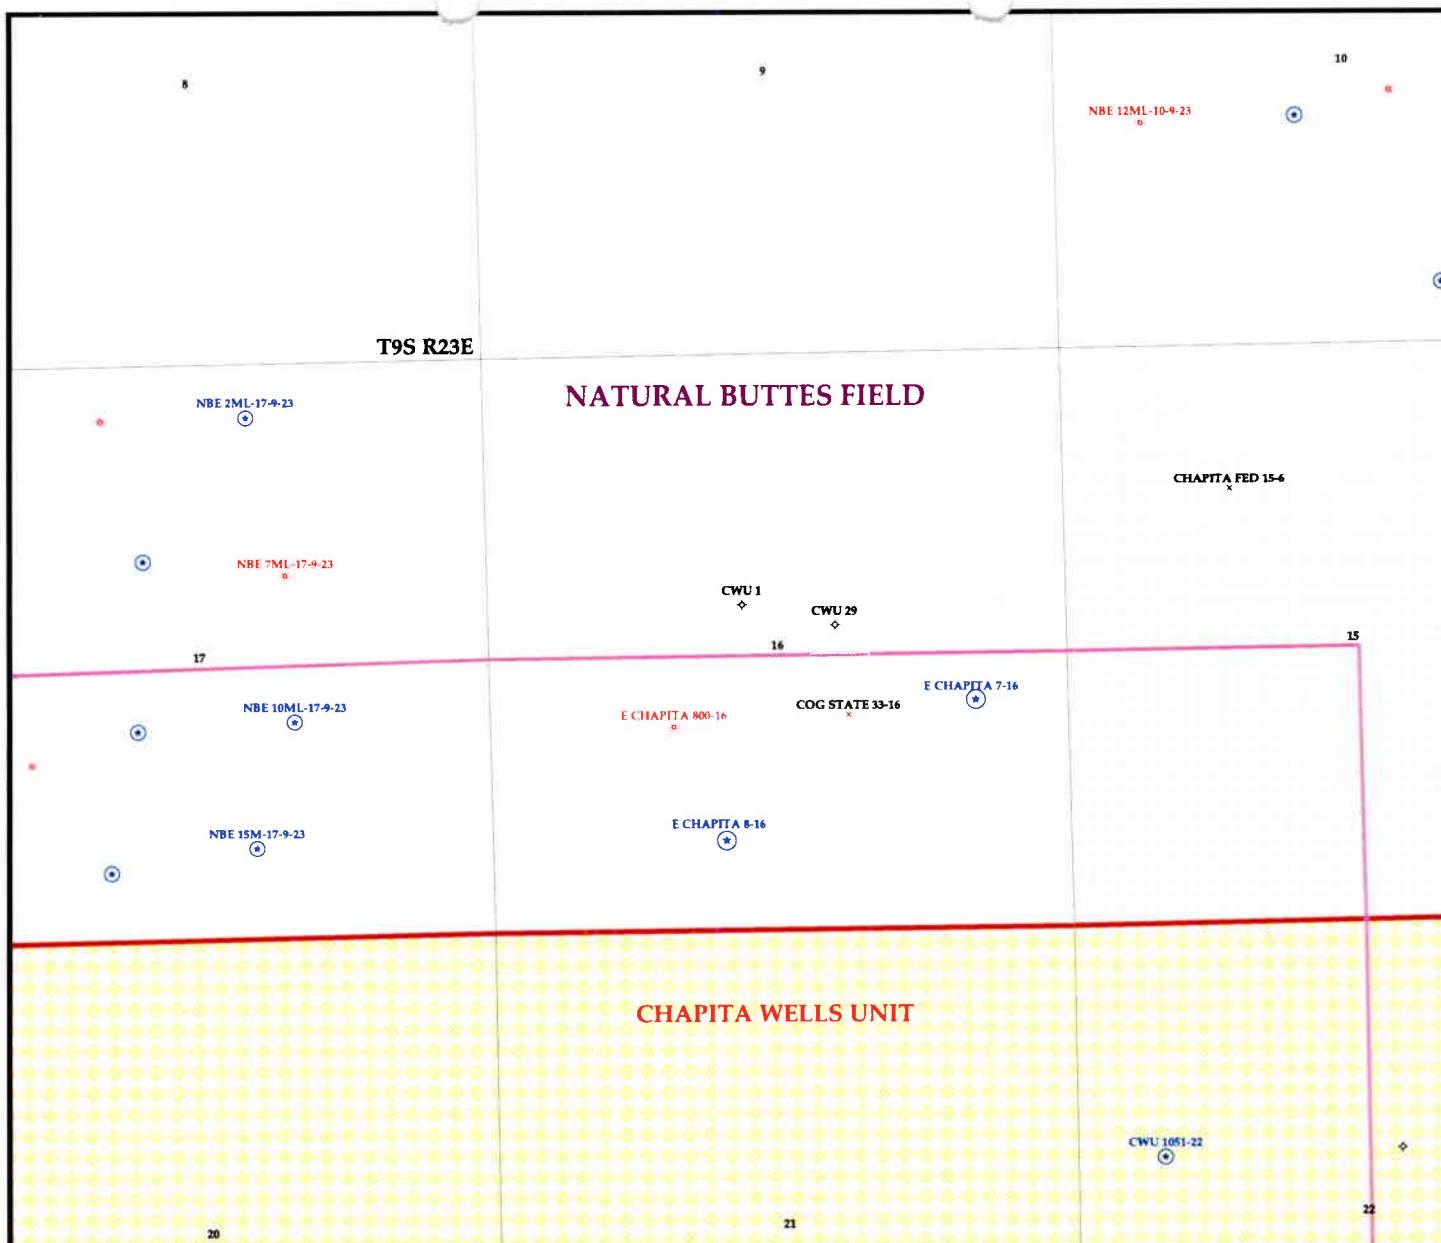 10
9
8
NBE 12ML-10-9-23
T9S R23E
NATURAL BUTTES FIELD
NBE 2ML-17-9-23
CHAPITA FED 15-6
NBE 7ML-17-9-23
CWU 1
CWU 29
15
16
17
E CHAPITA 7-16
COG STATE 33-16
NBE 10ML-17-9-23
E CHAPITA 800-16
E CHAPITA 8-16
NBE 15M-17-9-23
CHAPITA WELLS UNIT
CWU 1051-22
22
21
20